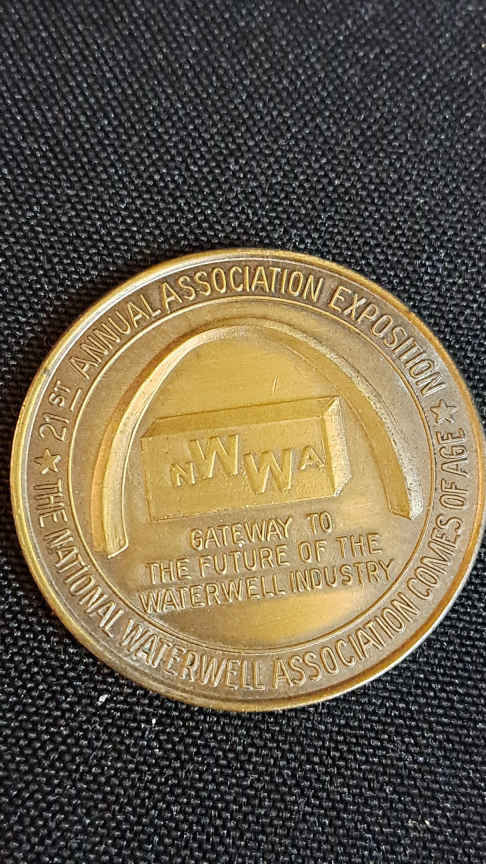 21ST ANNUAL ASSOCIATION EXPOSITION
NWWA
GATEWAY TO
THE FUTURE OF THE
WATERWELL INDUSTRY
THE NATIONAL WATERWELL ASSOCIATION COMES OF AGE